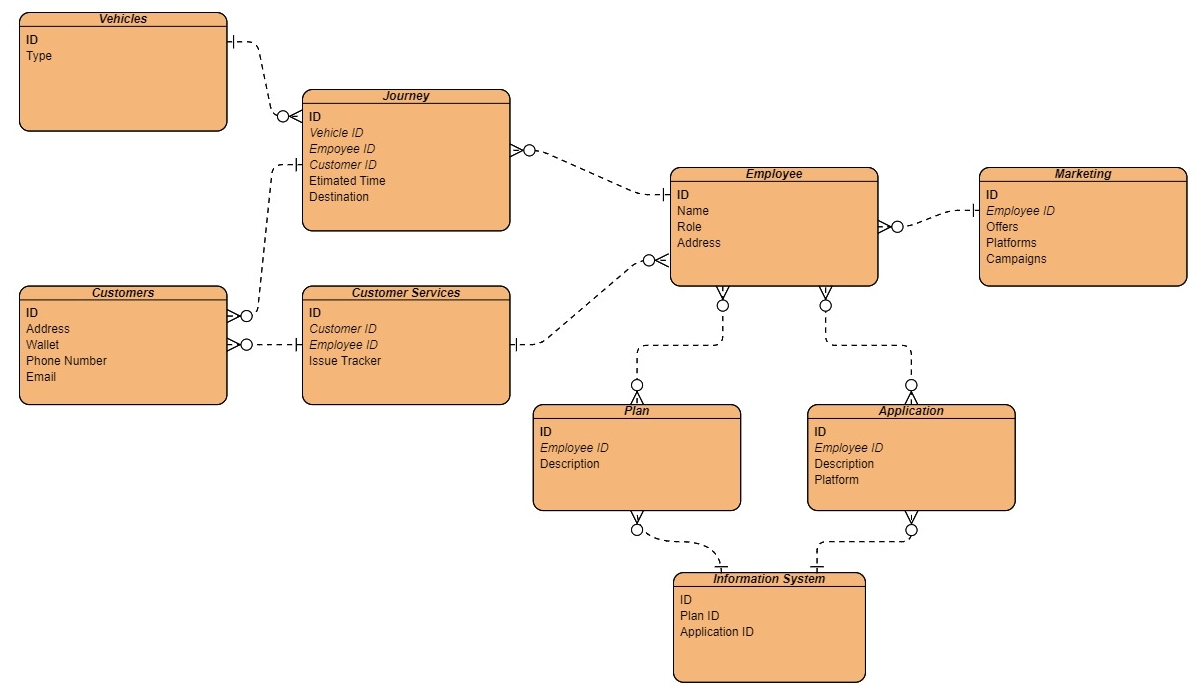 Vehicles
ID
Type
Journey
ID
Vehicle ID
Empoyee ID
Customer ID
Etimated Time
Destination
Employee
ID
Name
Role
Address
Marketing
ID
Employee ID
Offers
Platforms
Campaigns
Customers
ID
Address
Wallet
Phone Number
Email
Customer Services
ID
Customer ID
Employee ID
Issue Tracker
Plan
ID
Employee ID
Description
Application
ID
Employee ID
Description
Platform
Information System
ID
Plan ID
Application ID